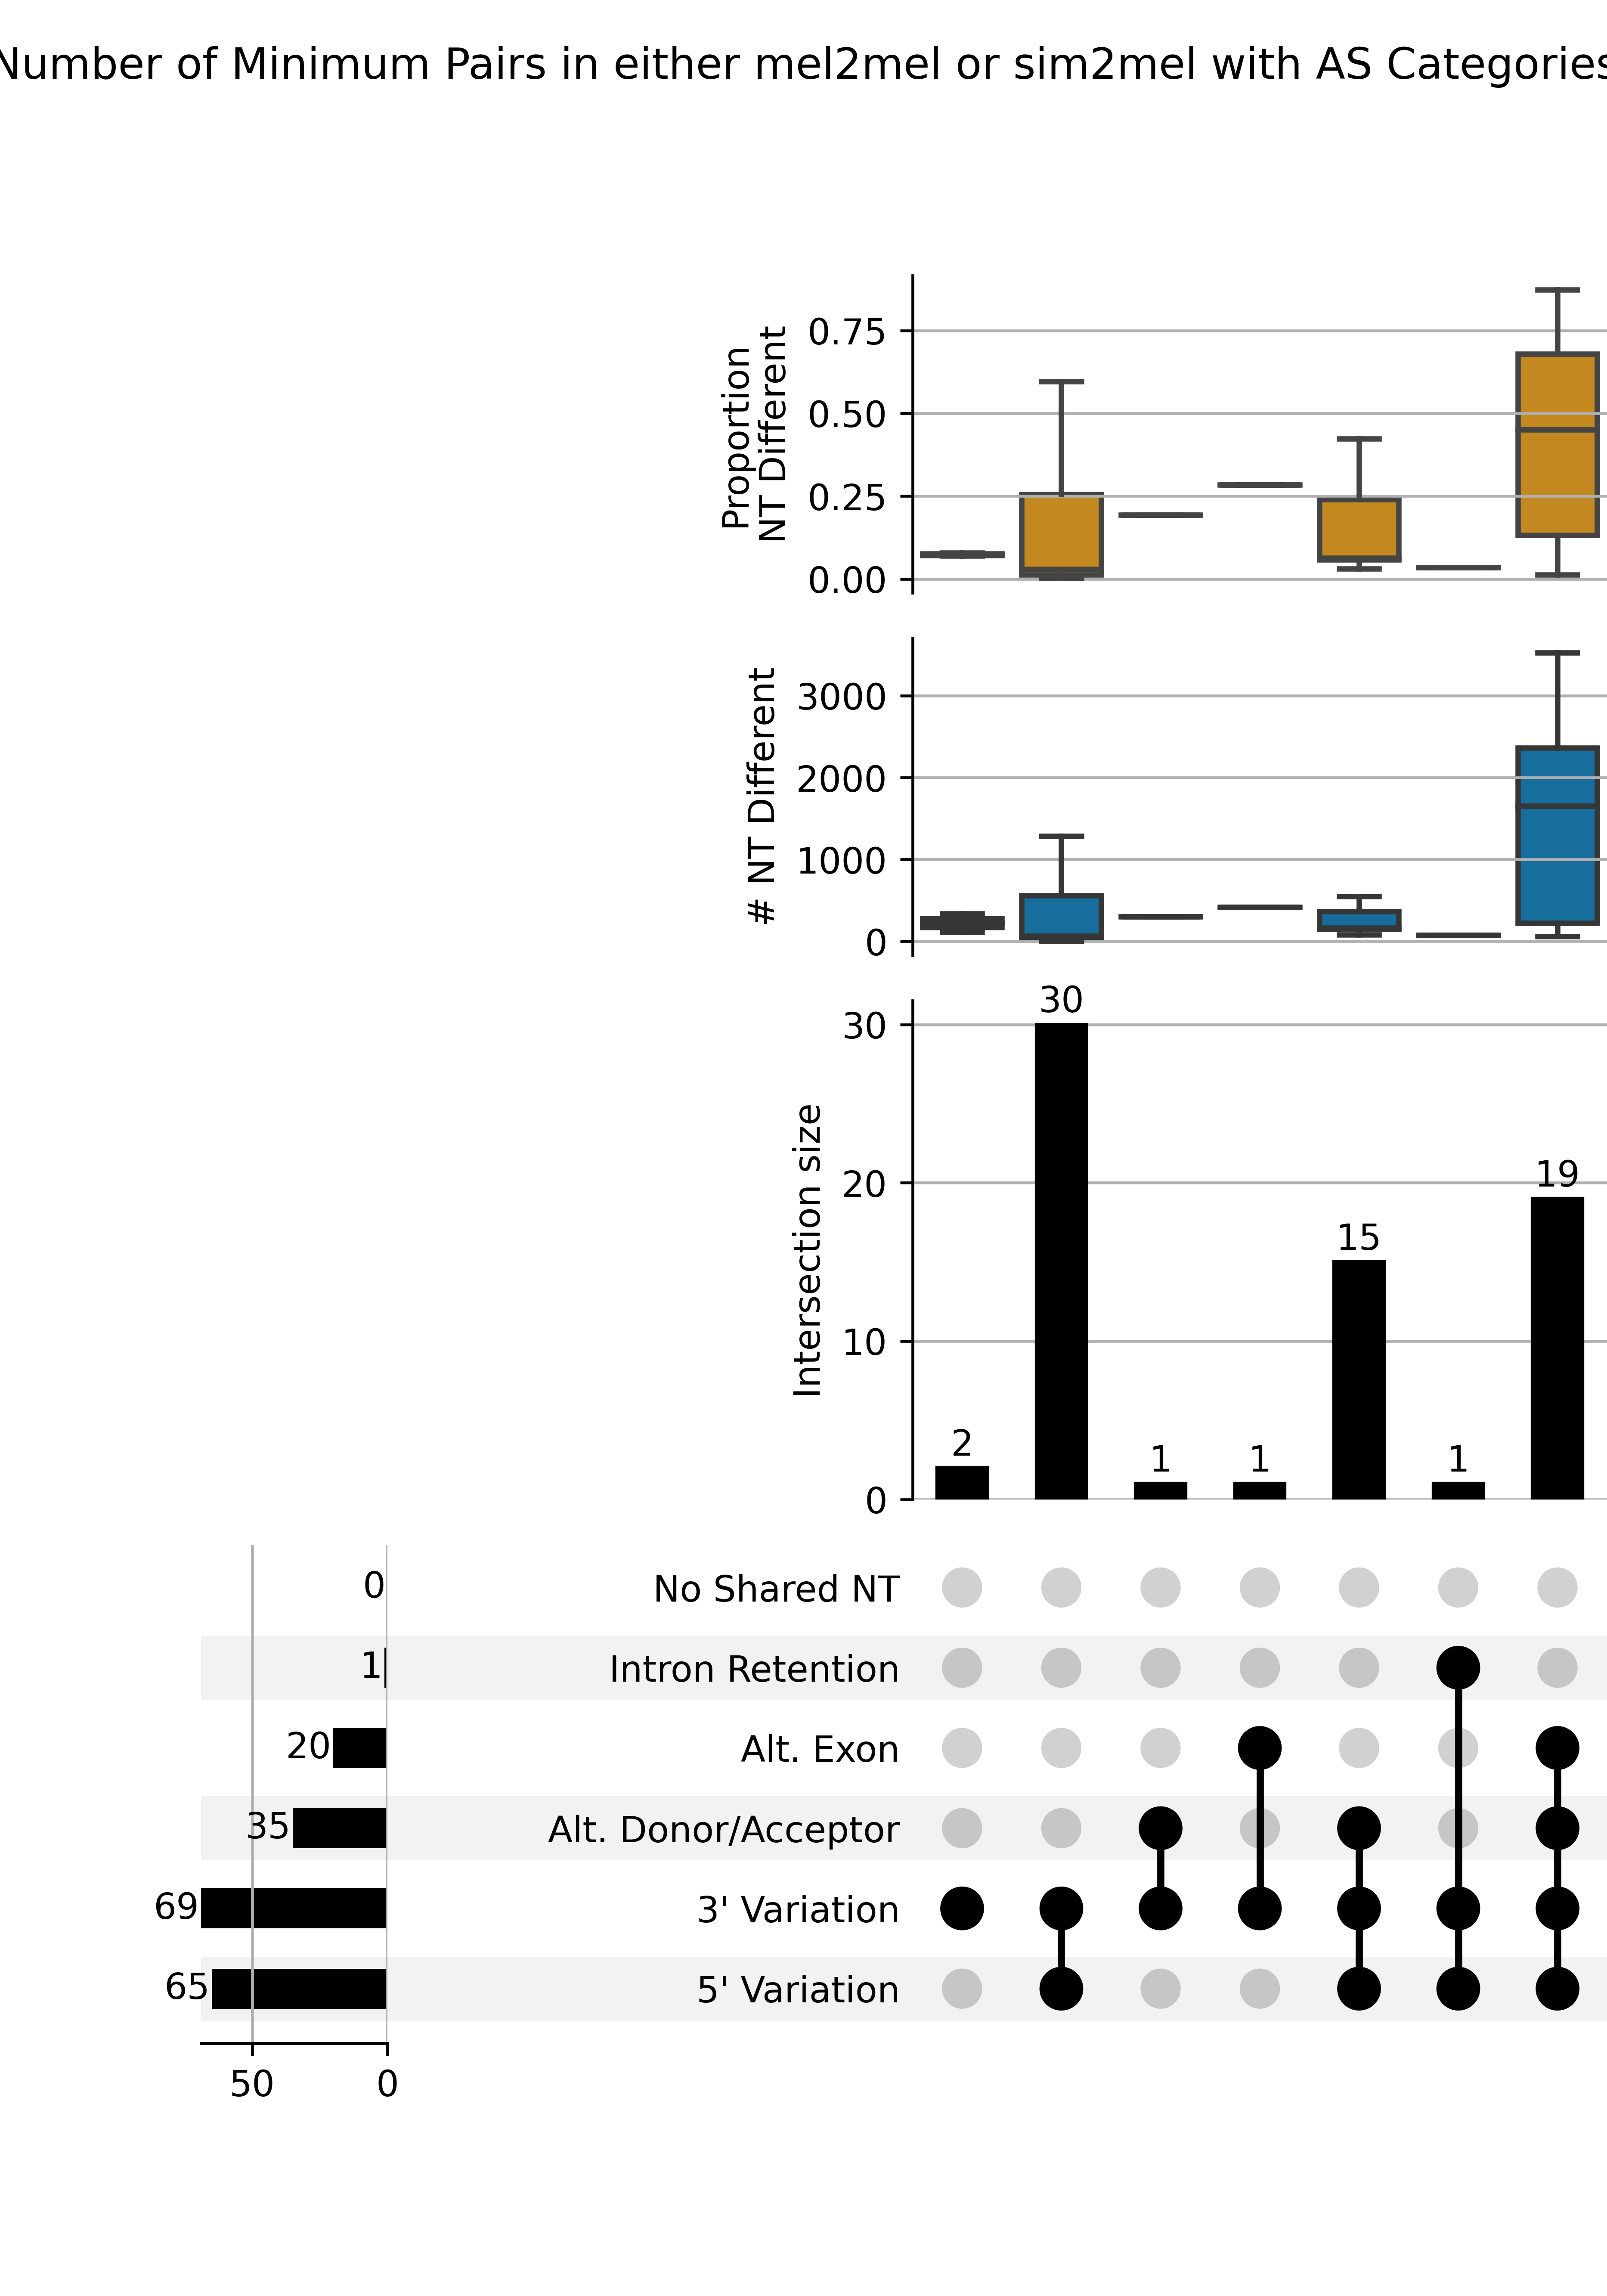 Number of Minimum Pairs in either mel2mel or sim2mel with AS Categories
Proportion
NT Different
0.75
0.50
0.25
0.00
# NT Different
3000
2000
1000
0
Intersection size
30
20
10
0
2
30
1
1
15
1
19
0
No Shared NT
1
Intron Retention
20
Alt. Exon
35
Alt. Donor/Acceptor
69
3' Variation
65
5' Variation
50
0